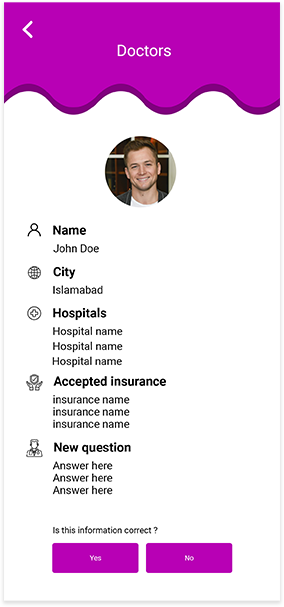 Doctors
Name
John Doe
City
Islamabad
Hospitals
Hospital name
Hospital name
Hospital name
Accepted insurance
insurance name
insurance name
insurance name
New question
Answer here
Answer here
Answer here
Is this information correct ?
Yes
No